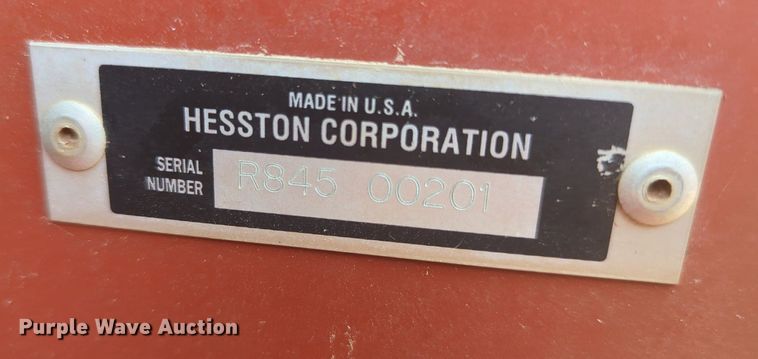 MADE IN U.S.A.
HESSTON CORPORATION
SERIAL
NUMBER
R845 00201
Purple Wave Auction